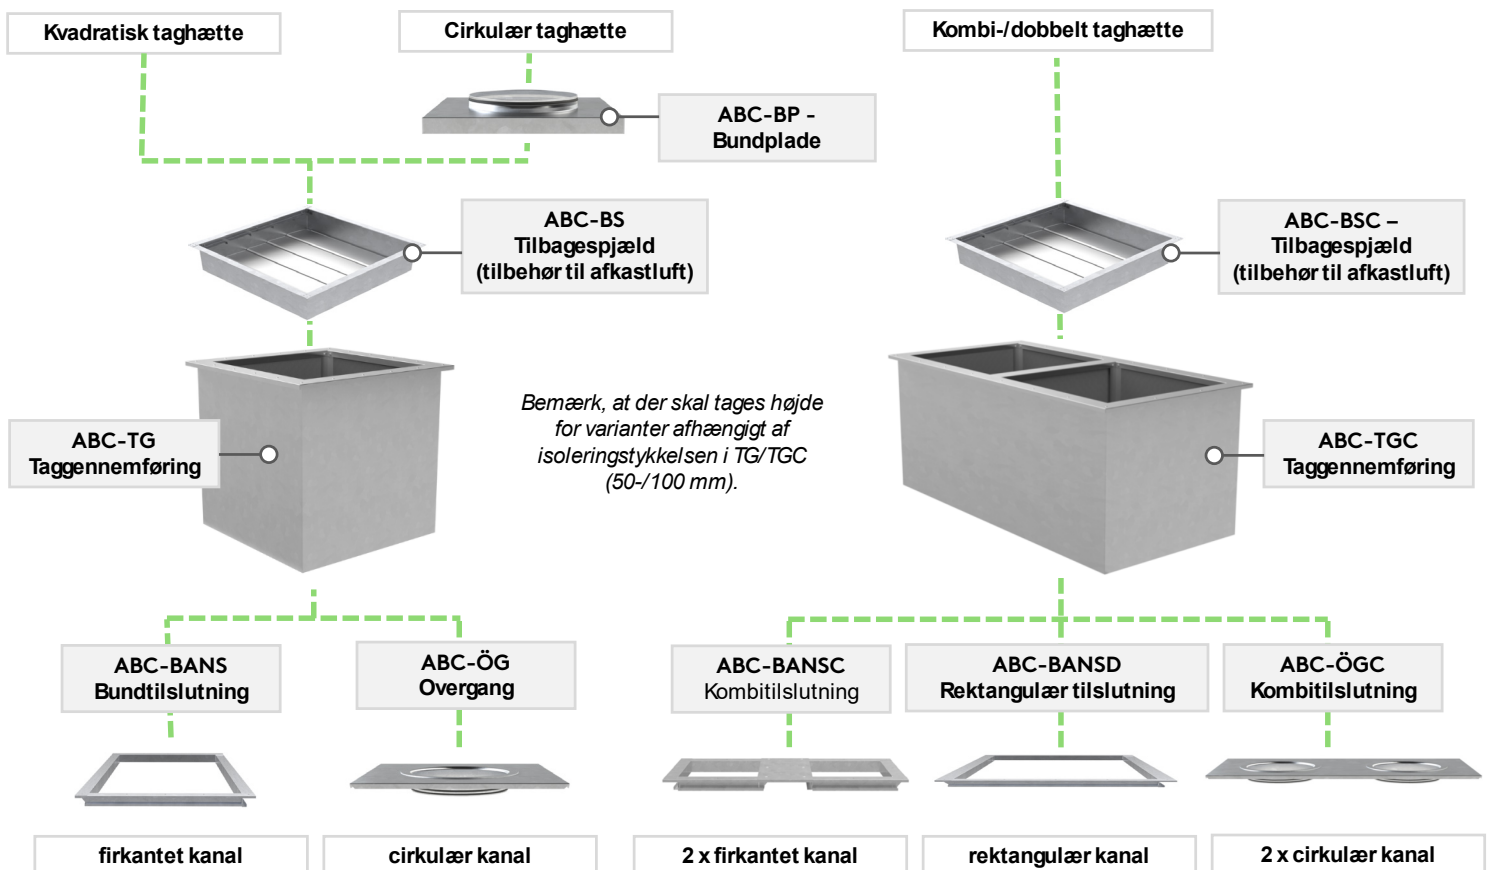 Kvadratisk taghætte
Cirkulær taghætte
Kombi-/dobbelt taghætte
ABC-BP -
Bundplade
ABC-BS
Tilbagespjæld
(tilbehør til afkastluft)
ABC-BSC –
Tilbagespjæld
(tilbehør til afkastluft)
Bemærk, at der skal tages højde
for varianter afhængigt af
isoleringstykkelsen i TG/TGC
(50-/100 mm).
ABC-TG
Taggennemføring
ABC-TGC
Taggennemføring
ABC-BANS
Bundtilslutning
ABC-ÖG
Overgang
ABC-BANSC
Kombitilslutning
ABC-BANSD
Rektangulær tilslutning
ABC-ÖGC
Kombitilslutning
firkantet kanal
cirkulær kanal
2 x firkantet kanal
rektangulær kanal
2 x cirkulær kanal